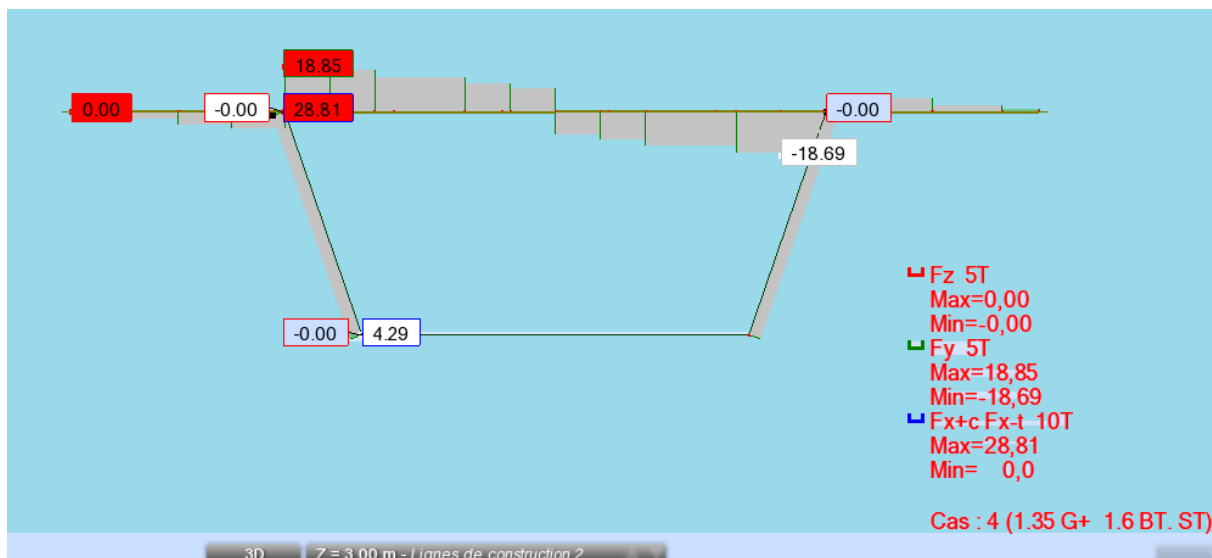 18.85
0.00
-0.00
28.81
-0.00
-18.69
-0.00
4.29
Fz 5T
Max=0,00
Min=-0,00
Fy 5T
Max=18,85
Min=-18,69
Fx+c Fx-t 10T
Max=28,81
Min= 0,0
Cas : 4 (1.35 G+ 1.6 BT. ST)
3D
Z = 3.00 m - Lignes de construction 2